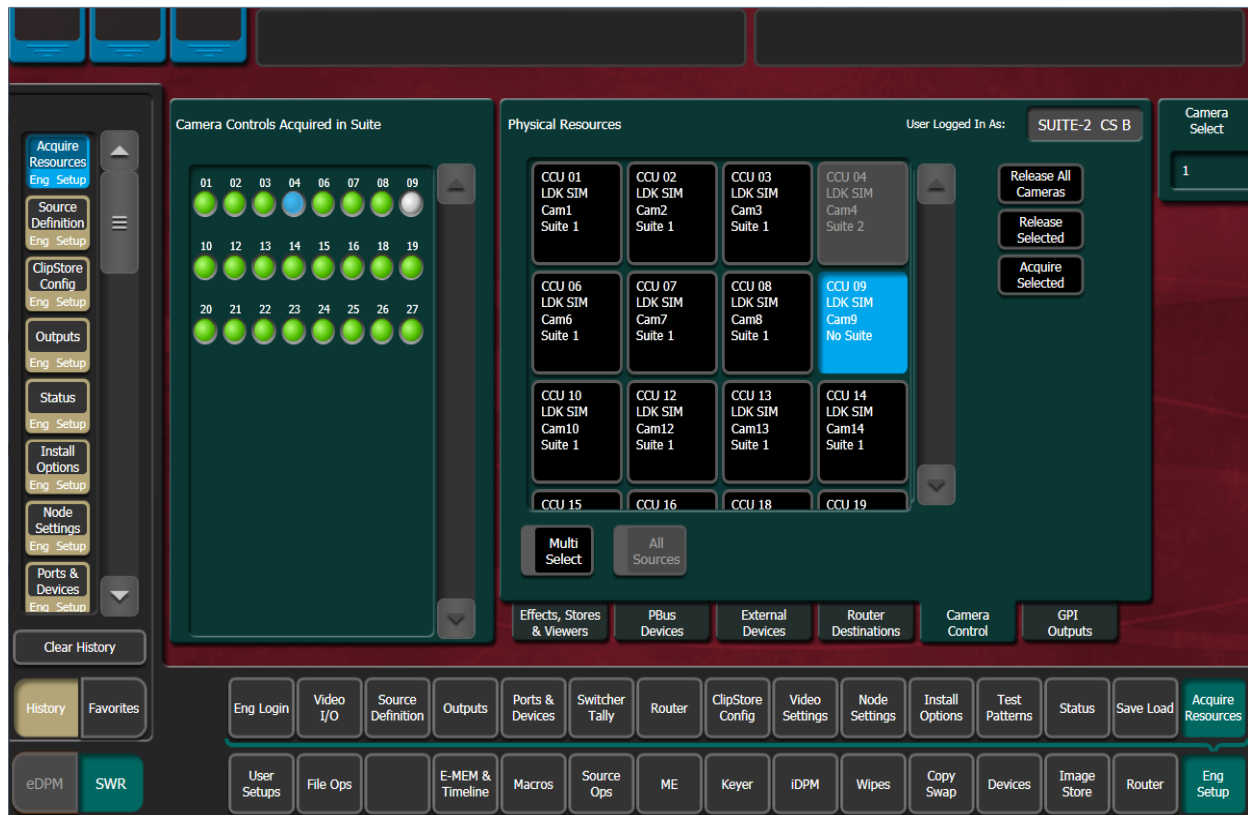 Acquire
Resources
Eng Setup
Source
Definition
Eng Setup
ClipStore
Config
Eng Setup
Outputs
Eng Setup
Status
Eng Setup
Install
Options
Eng Setup
Node
Settings
Eng Setup
Ports &
Devices
Eng Setup
Clear History
History Favorites
eDPM SWR
Camera Controls Acquired in Suite
01 02 03 04 06 07 08 09
10 12 13 14 15 16 18 19
20 21 22 23 24 25 26 27
Physical Resources User Logged In As: SUITE-2 CS B
CCU 01
LDK SIM
Cam1
Suite 1
CCU 02
LDK SIM
Cam2
Suite 1
CCU 03
LDK SIM
Cam3
Suite 1
CCU 04
LDK SIM
Cam4
Suite 2
CCU 06
LDK SIM
Cam6
Suite 1
CCU 07
LDK SIM
Cam7
Suite 1
CCU 08
LDK SIM
Cam8
Suite 1
CCU 09
LDK SIM
Cam9
No Suite
CCU 10
LDK SIM
Cam10
Suite 1
CCU 12
LDK SIM
Cam12
Suite 1
CCU 13
LDK SIM
Cam13
Suite 1
CCU 14
LDK SIM
Cam14
Suite 1
CCU 15 CCU 16 CCU 18 CCU 19
Release All
Cameras
Release
Selected
Acquire
Selected
Multi
Select
All
Sources
Camera
Select
1
Effects, Stores
& Viewers
PBus
Devices
External
Devices
Router
Destinations
Camera
Control
GPI
Outputs
Eng Login
Video
I/O
Source
Definition
Outputs
Ports &
Devices
Switcher
Tally
Router
ClipStore
Config
Video
Settings
Node
Settings
Install
Options
Test
Patterns
Status
Save Load
Acquire
Resources
User
Setups
File Ops
E-MEM &
Timeline
Macros
Source
Ops
ME
Keyer
iDPM
Wipes
Copy
Swap
Devices
Image
Store
Router
Eng
Setup